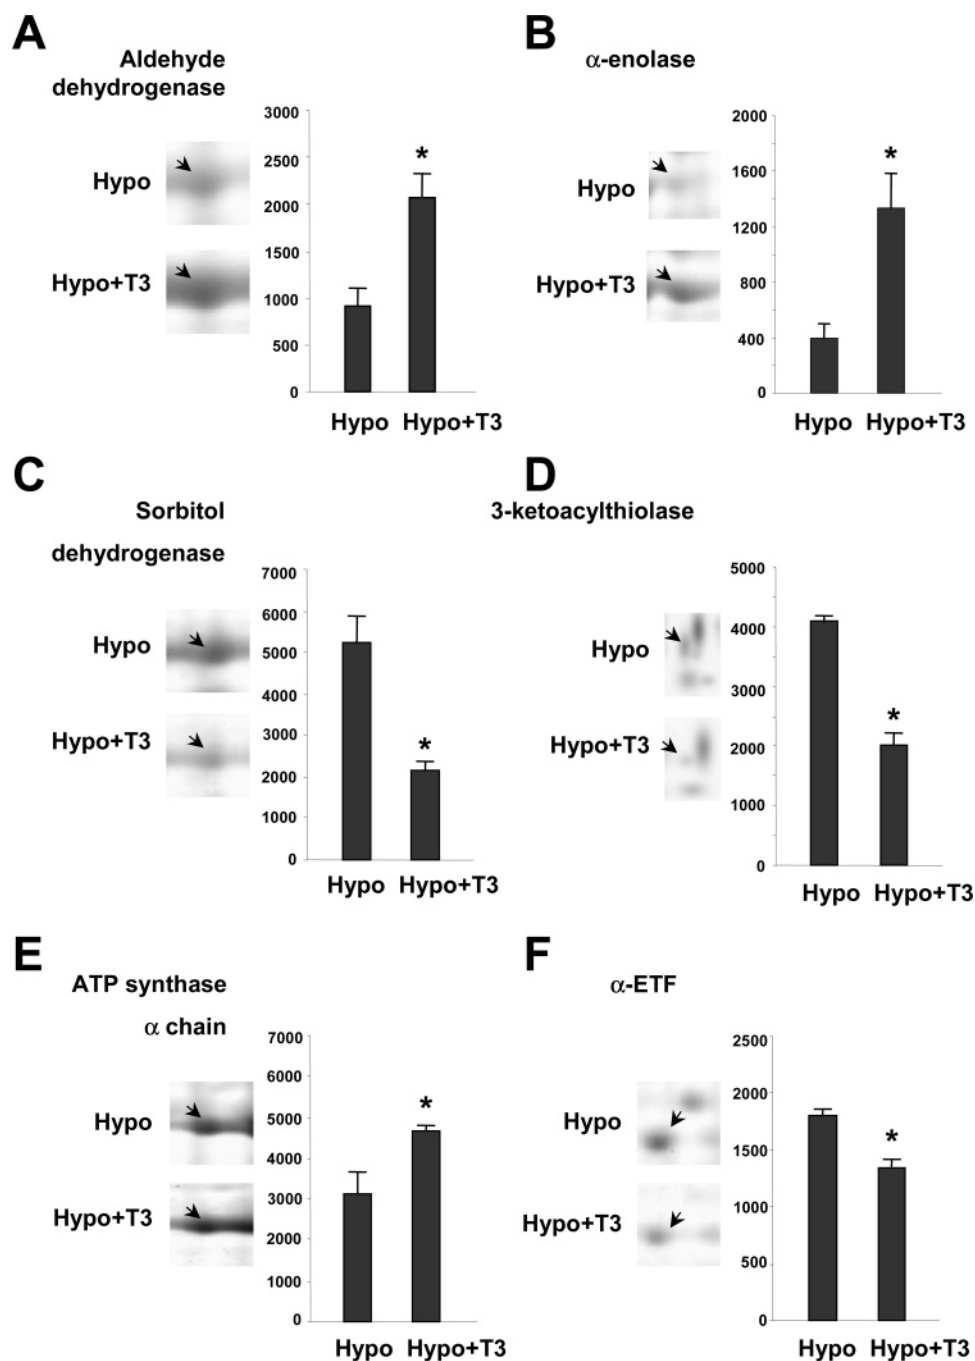 A
Aldehyde
dehydrogenase
Hypo
Hypo+T3
3000
2500
2000
1500
1000
500
0
*
Hypo Hypo+T3
B
α-enolase
Hypo
Hypo+T3
2000
1600
1200
800
400
0
*
Hypo Hypo+T3
C
Sorbitol
dehydrogenase
Hypo
Hypo+T3
7000
6000
5000
4000
3000
2000
1000
0
*
Hypo Hypo+T3
D
3-ketoacylthiolase
Hypo
Hypo+T3
5000
4000
3000
2000
1000
0
*
Hypo Hypo+T3
E
ATP synthase
α chain
Hypo
Hypo+T3
7000
6000
5000
4000
3000
2000
1000
0
*
Hypo Hypo+T3
F
α-ETF
Hypo
Hypo+T3
2500
2000
1500
1000
500
0
*
Hypo Hypo+T3